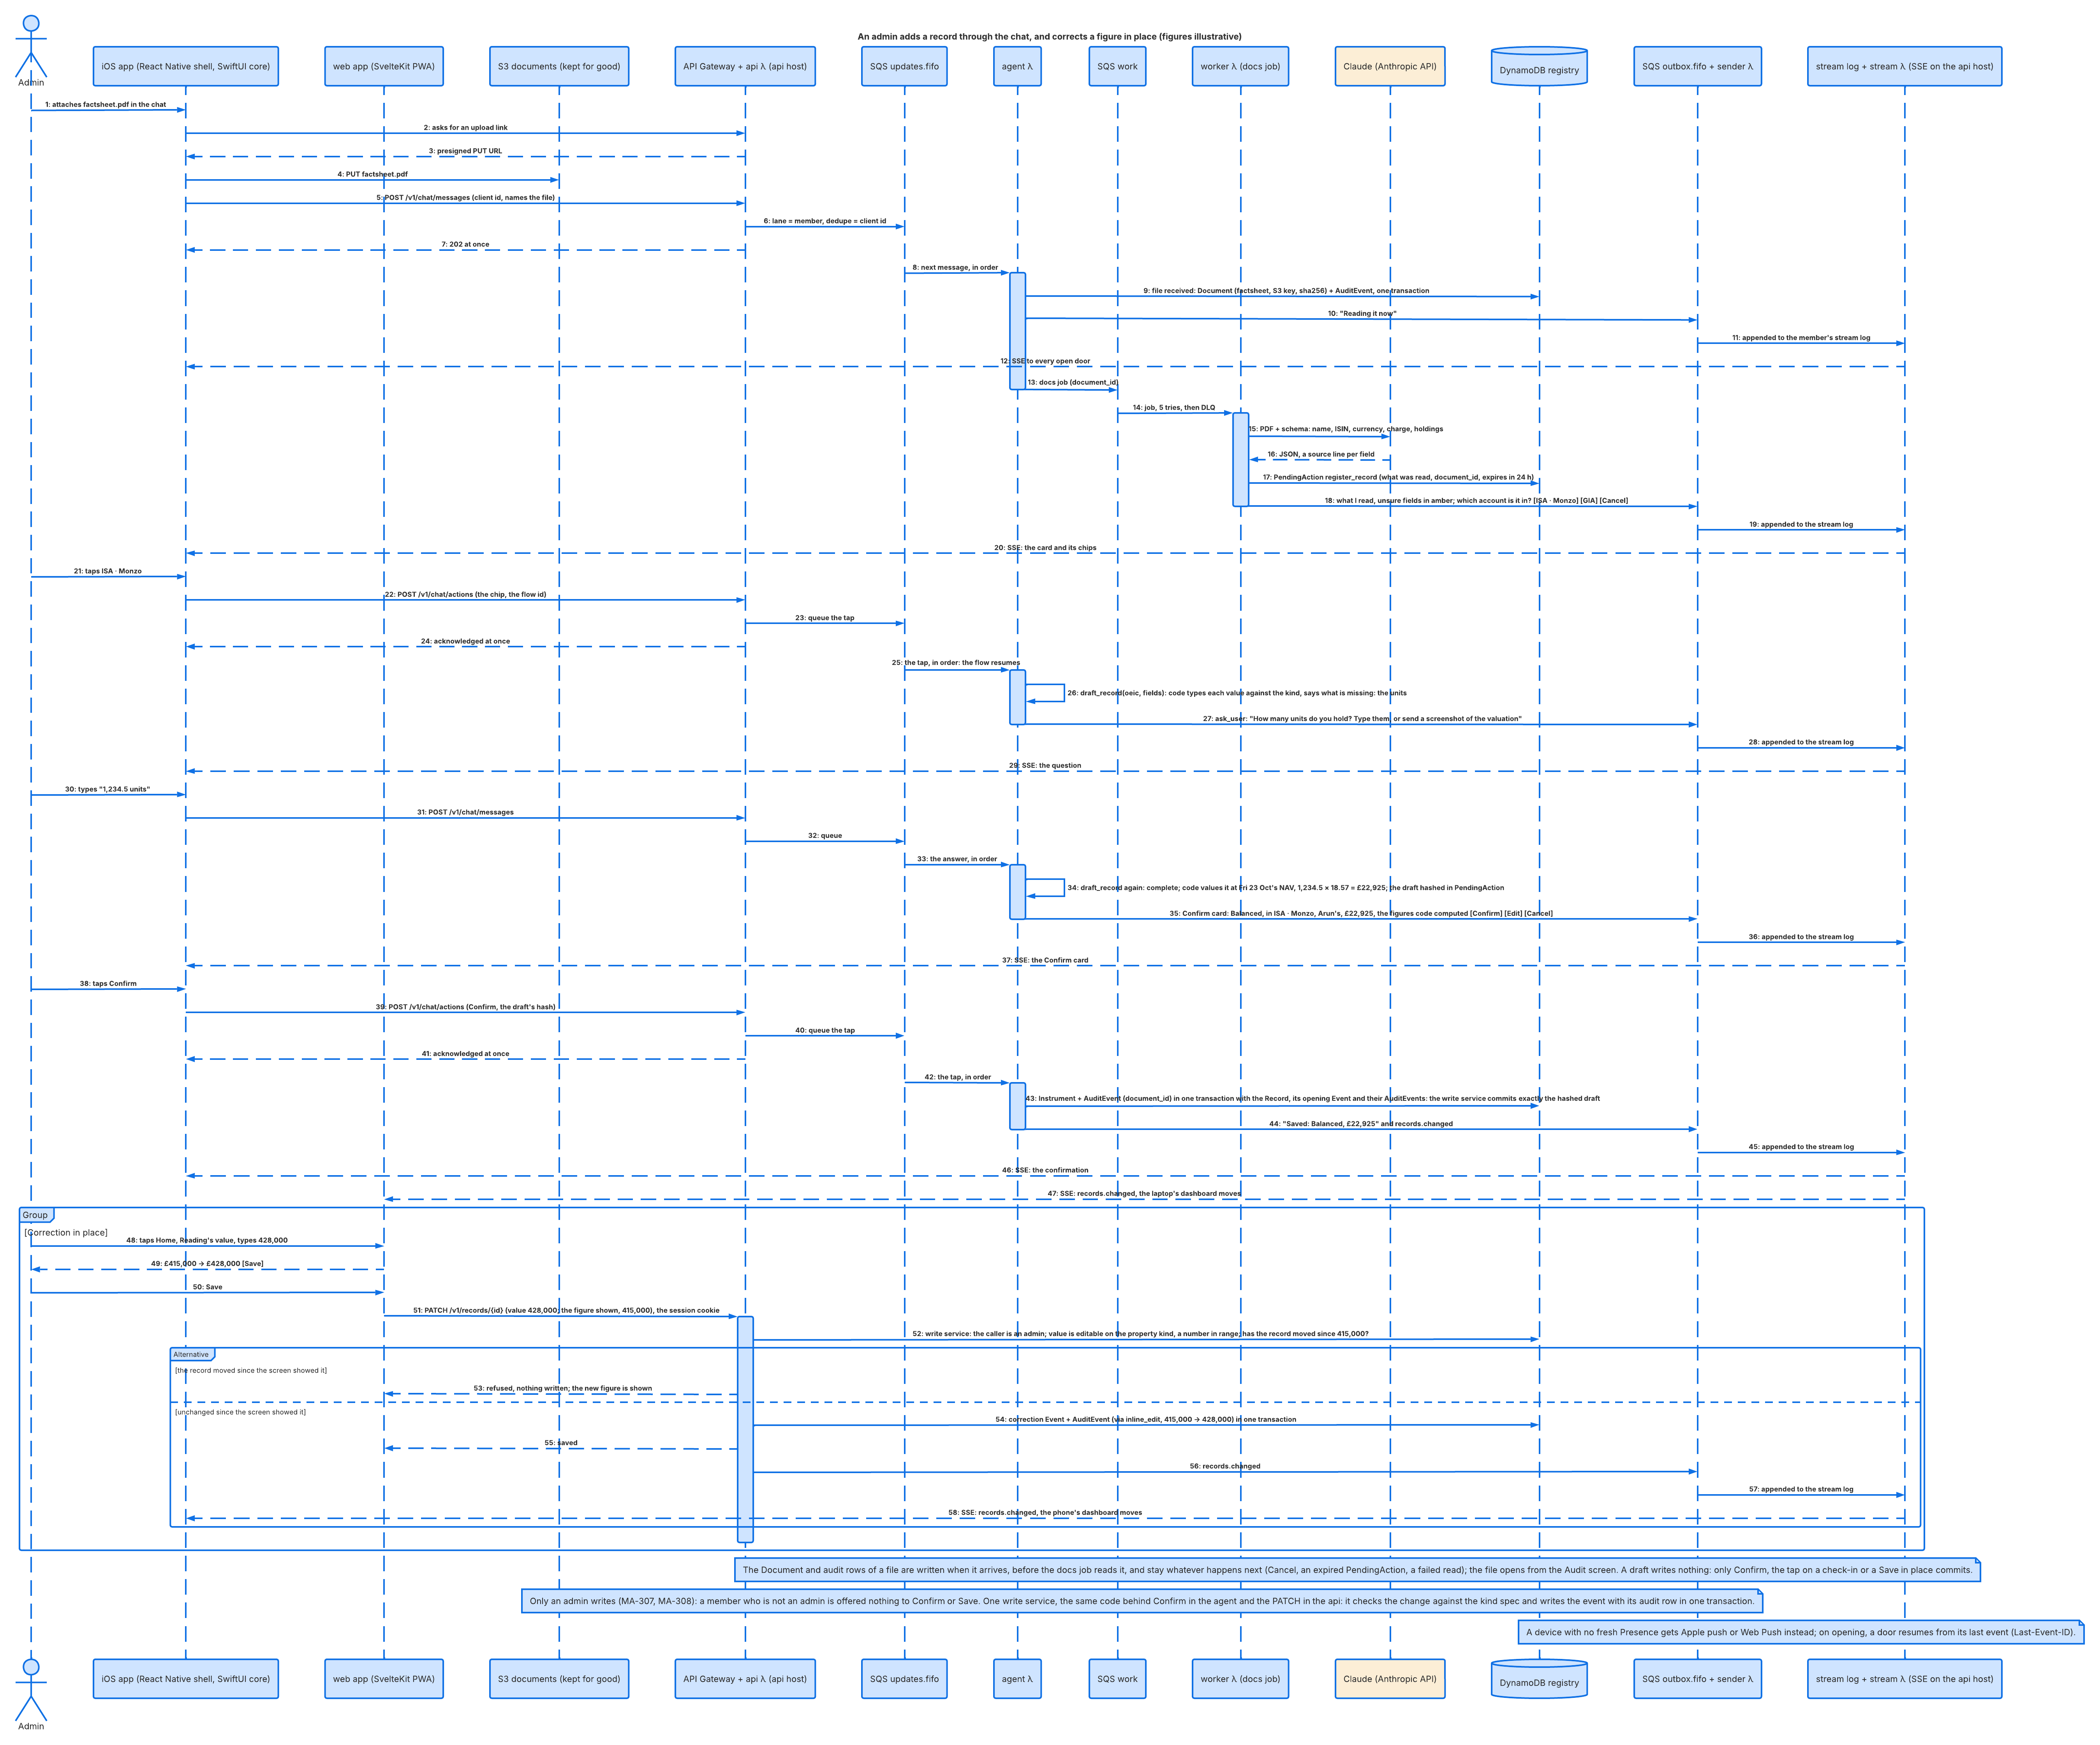 An admin adds a record through the chat, and corrects a figure in place (figures illustrative)
Admin
iOS app (React Native shell, SwiftUI core)
web app (SvelteKit PWA)
S3 documents (kept for good)
API Gateway + api λ (api host)
SQS updates.fifo
agent λ
SQS work
worker λ (docs job)
Claude (Anthropic API)
DynamoDB registry
SQS outbox.fifo + sender λ
stream log + stream λ (SSE on the api host)
1: attaches factsheet.pdf in the chat
2: asks for an upload link
3: presigned PUT URL
4: PUT factsheet.pdf
5: POST /v1/chat/messages (client id, names the file)
6: lane = member, dedupe = client id
7: 202 at once
8: next message, in order
9: file received: Document (factsheet, S3 key, sha256) + AuditEvent, one transaction
10: "Reading it now"
11: appended to the member's stream log
12: SSE to every open door
13: docs job (document_id)
14: job, 5 tries, then DLQ
15: PDF + schema: name, ISIN, currency, charge, holdings
16: JSON, a source line per field
17: PendingAction register_record (what was read, document_id, expires in 24 h)
18: what I read, unsure fields in amber; which account is it in? [ISA · Monzo] [GIA] [Cancel]
19: appended to the stream log
20: SSE: the card and its chips
21: taps ISA · Monzo
22: POST /v1/chat/actions (the chip, the flow id)
23: queue the tap
24: acknowledged at once
25: the tap, in order: the flow resumes
26: draft_record(oeic, fields): code types each value against the kind, says what is missing: the units
27: ask_user: "How many units do you hold? Type them, or send a screenshot of the valuation"
28: appended to the stream log
29: SSE: the question
30: types "1,234.5 units"
31: POST /v1/chat/messages
32: queue
33: the answer, in order
34: draft_record again: complete; code values it at Fri 23 Oct's NAV, 1,234.5 × 18.57 = £22,925; the draft hashed in PendingAction
35: Confirm card: Balanced, in ISA · Monzo, Arun's, £22,925, the figures code computed [Confirm] [Edit] [Cancel]
36: appended to the stream log
37: SSE: the Confirm card
38: taps Confirm
39: POST /v1/chat/actions (Confirm, the draft's hash)
40: queue the tap
41: acknowledged at once
42: the tap, in order
43: Instrument + AuditEvent (document_id) in one transaction with the Record, its opening Event and their AuditEvents: the write service commits exactly the hashed draft
44: "Saved: Balanced, £22,925" and records.changed
45: appended to the stream log
46: SSE: the confirmation
47: SSE: records.changed, the laptop's dashboard moves
Group
[Correction in place]
48: taps Home, Reading's value, types 428,000
49: £415,000 → £428,000 [Save]
50: Save
51: PATCH /v1/records/{id} (value 428,000; the figure shown, 415,000), the session cookie
52: write service: the caller is an admin; value is editable on the property kind, a number in range; has the record moved since 415,000?
Alternative
[the record moved since the screen showed it]
53: refused, nothing written; the new figure is shown
[unchanged since the screen showed it]
54: correction Event + AuditEvent (via inline_edit, 415,000 → 428,000) in one transaction
55: saved
56: records.changed
57: appended to the stream log
58: SSE: records.changed, the phone's dashboard moves
The Document and audit rows of a file are written when it arrives, before the docs job reads it, and stay whatever happens next (Cancel, an expired PendingAction, a failed read); the file opens from the Audit screen. A draft writes nothing: only Confirm, the tap on a check-in or a Save in place commits.
Only an admin writes (MA-307, MA-308): a member who is not an admin is offered nothing to Confirm or Save. One write service, the same code behind Confirm in the agent and the PATCH in the api: it checks the change against the kind spec and writes the event with its audit row in one transaction.
A device with no fresh Presence gets Apple push or Web Push instead; on opening, a door resumes from its last event (Last-Event-ID).
Admin
iOS app (React Native shell, SwiftUI core)
web app (SvelteKit PWA)
S3 documents (kept for good)
API Gateway + api λ (api host)
SQS updates.fifo
agent λ
SQS work
worker λ (docs job)
Claude (Anthropic API)
DynamoDB registry
SQS outbox.fifo + sender λ
stream log + stream λ (SSE on the api host)